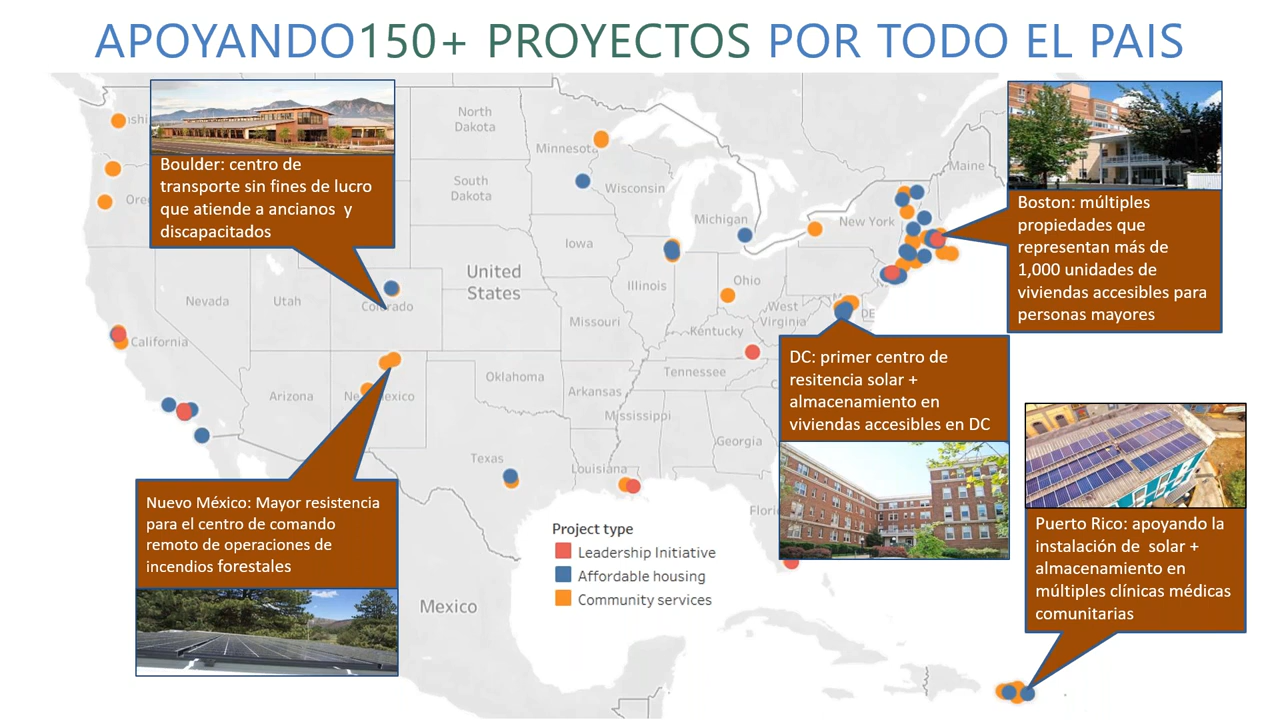 APOYANDO150+ PROYECTOS POR TODO EL PAIS
Boulder: centro de
transporte sin fines de lucro
que atiende a ancianos y
discapacitados
Boston: múltiples
propiedades que
representan más de
1,000 unidades de
viviendas accesibles para
personas mayores
DC: primer centro de
resitencia solar +
almacenamiento en
viviendas accesibles en DC
Nuevo México: Mayor resistencia
para el centro de comando
remoto de operaciones de
incendios forestales
Puerto Rico: apoyando la
instalación de solar +
almacenamiento en
múltiples clínicas médicas
comunitarias
Project type
Leadership Initiative
Affordable housing
Community services
North
Dakota
Minnesota
South
Dakota
Wisconsin
Michigan
New York
Maine
Iowa
United
States
Nevada
Utah
Colorado
Illinois
Ohio
West
Virginia
DE
Missouri
Kentucky
California
Arizona
Oklahoma
Arkansas
Tennessee
Mississippi
Georgia
Texas
Louisiana
Mexico